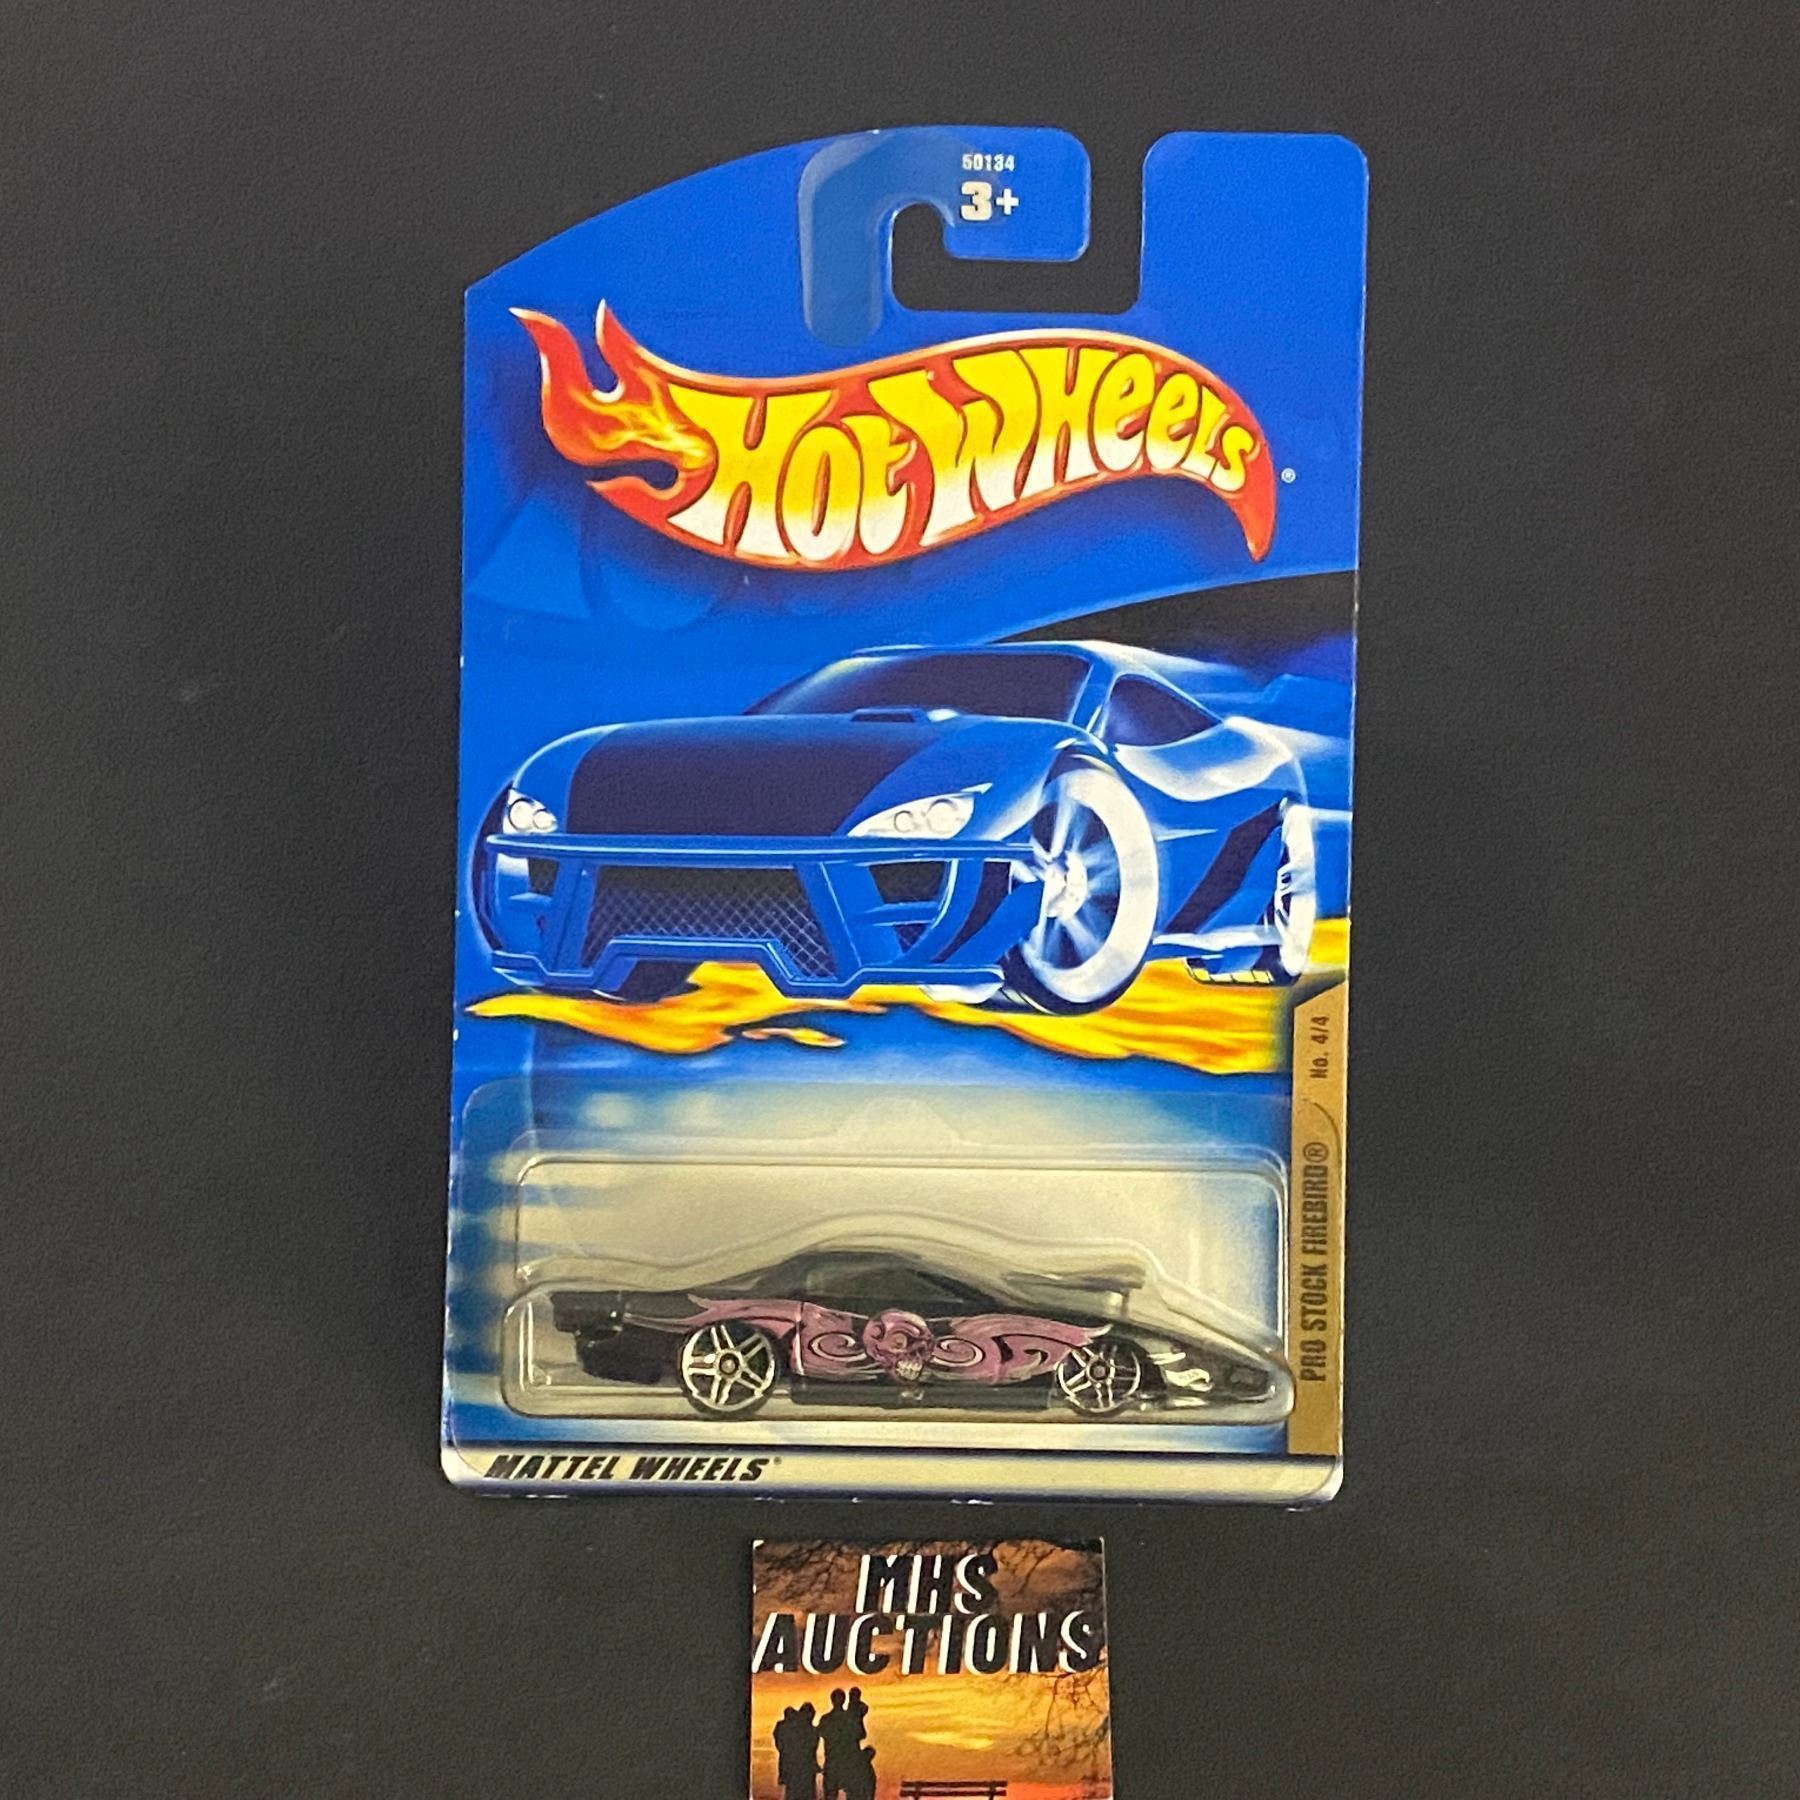 50134
3+
HOT WHEELS®
No. 4/4
PRO STOCK FIREBIRD®
MATTEL WHEELS
MHS
AUCTIONS